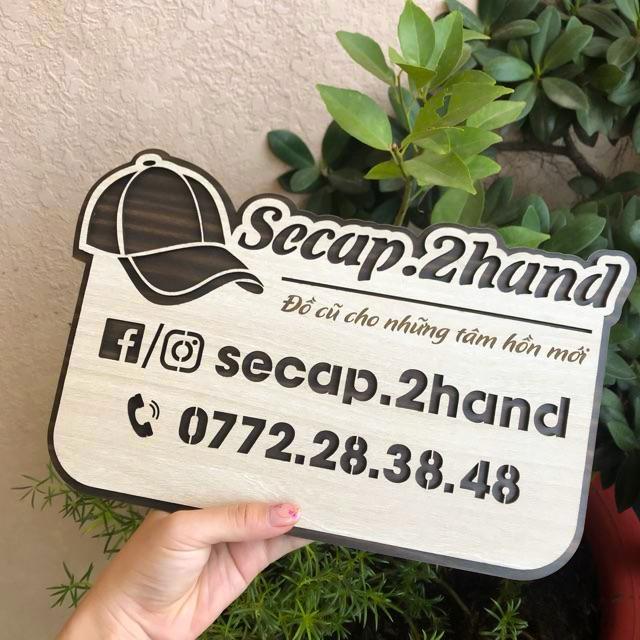 Secap.2hand
Đồ cũ cho những tâm hồn mới
f/ secap.2hand
0772.28.38.48